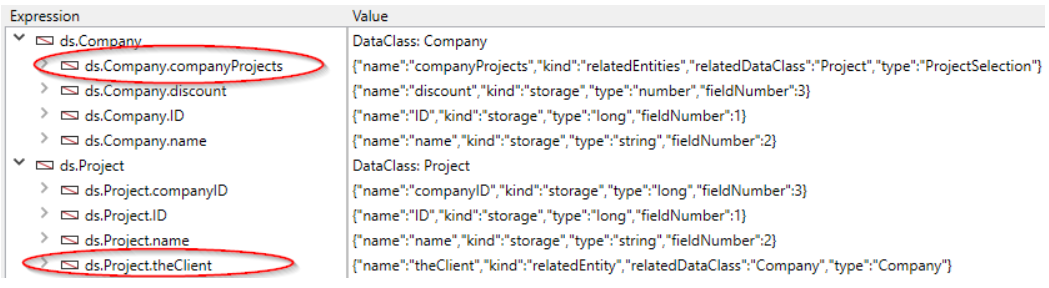 Expression Value
ds.Company DataClass: Company
ds.Company.companyProjects {"name":"companyProjects","kind":"relatedEntities","relatedDataClass":"Project","type":"ProjectSelection"}
ds.Company.discount {"name":"discount","kind":"storage","type":"number","fieldNumber":3}
ds.Company.ID {"name":"ID","kind":"storage","type":"long","fieldNumber":1}
ds.Company.name {"name":"name","kind":"storage","type":"string","fieldNumber":2}
ds.Project DataClass: Project
ds.Project.companyID {"name":"companyID","kind":"storage","type":"long","fieldNumber":3}
ds.Project.ID {"name":"ID","kind":"storage","type":"long","fieldNumber":1}
ds.Project.name {"name":"name","kind":"storage","type":"string","fieldNumber":2}
ds.Project.theClient {"name":"theClient","kind":"relatedEntity","relatedDataClass":"Company","type":"Company"}